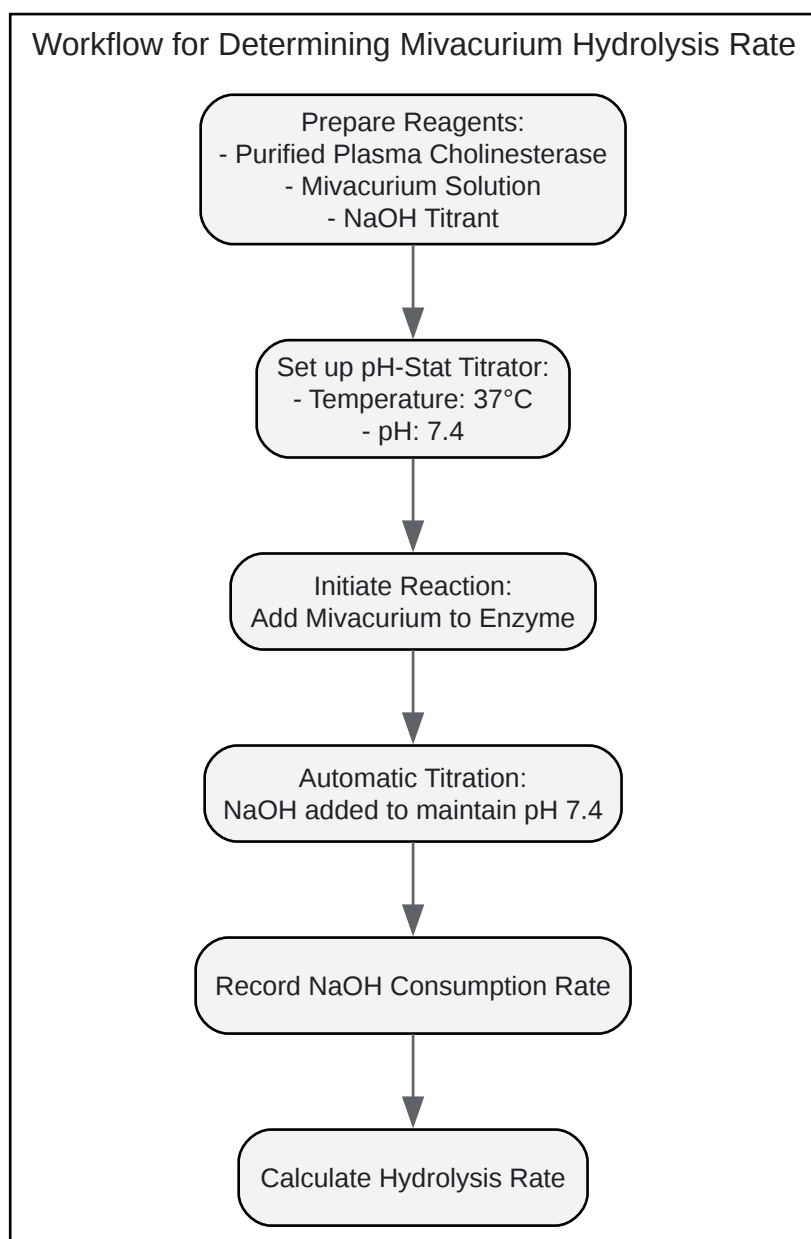 Workflow for Determining Mivacurium Hydrolysis Rate
Prepare Reagents:
- Purified Plasma Cholinesterase
- Mivacurium Solution
- NaOH Titrant
Set up pH-Stat Titrator:
- Temperature: 37°C
- pH: 7.4
Initiate Reaction:
Add Mivacurium to Enzyme
Automatic Titration:
NaOH added to maintain pH 7.4
Record NaOH Consumption Rate
Calculate Hydrolysis Rate